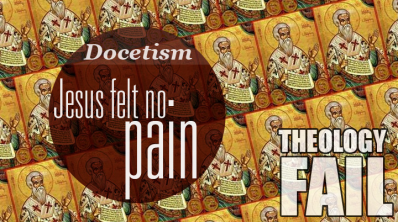 Docetism
Jesus felt no
pain
THEOLOGY
FAIL